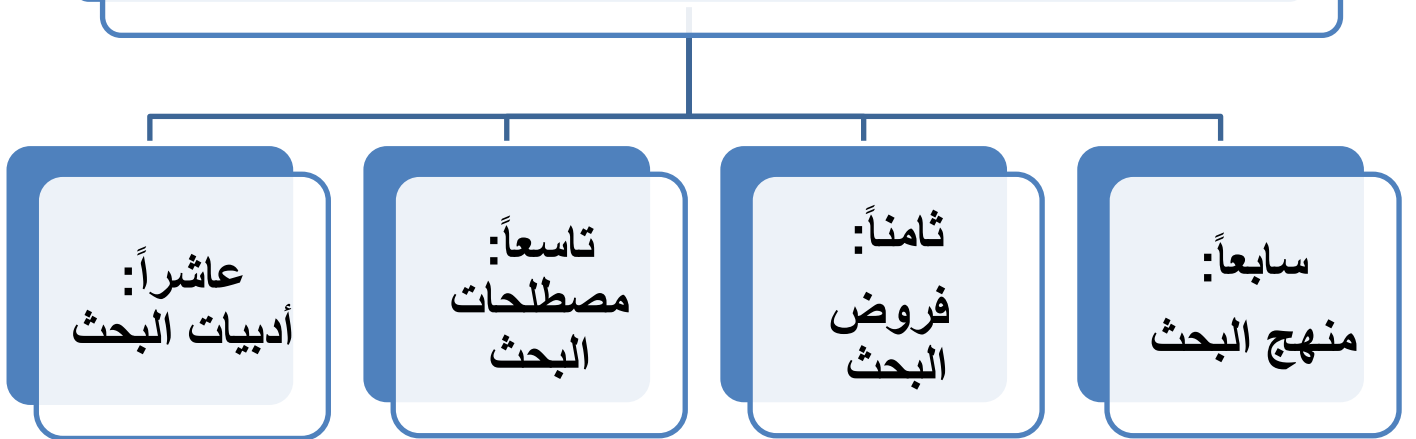 سابعاً:
منهج البحث
ثامناً:
فروض
البحث
تاسعاً:
مصطلحات
البحث
عاشراً:
أدبيات البحث